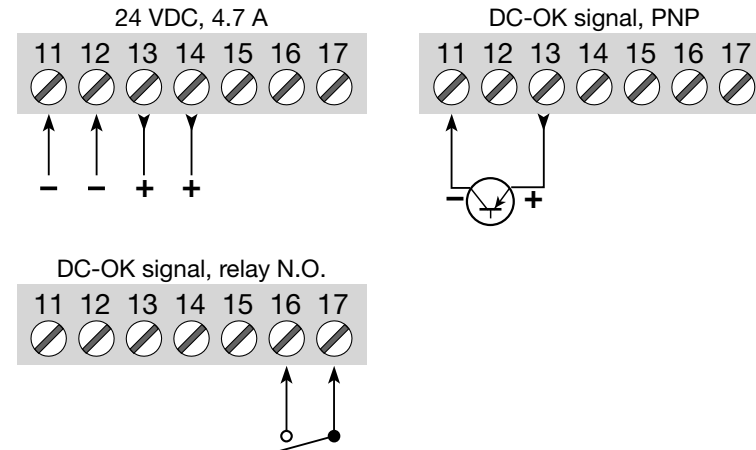 24 VDC, 4.7 A
11 12 13 14 15 16 17
− − + +
DC-OK signal, PNP
11 12 13 14 15 16 17
− +
DC-OK signal, relay N.O.
11 12 13 14 15 16 17